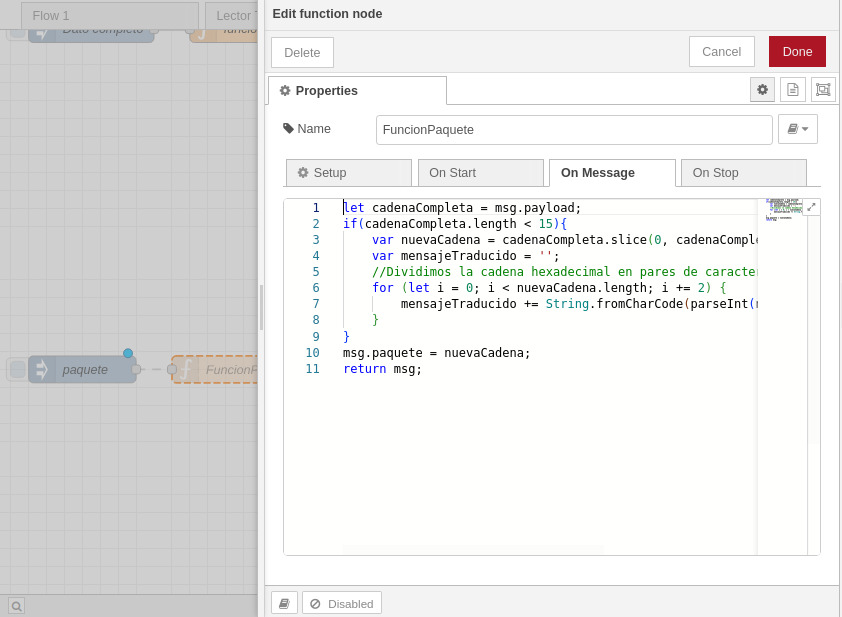 Edit function node
Flow 1
Lector
Dato completo
Delete
Cancel
Done
Properties
Name
FuncionPaquete
Setup
On Start
On Message
On Stop
1 let cadenaCompleta = msg.payload;
2 if(cadenaCompleta.length < 15){
3 var nuevaCadena = cadenaCompleta.slice(0, cadenaComple
4 var mensajeTraducido = '';
5 //Dividimos la cadena hexadecimal en pares de caracter
6 for (let i = 0; i < nuevaCadena.length; i += 2) {
7 mensajeTraducido += String.fromCharCode(parseInt(n
8 }
9 }
10 msg.paquete = nuevaCadena;
11 return msg;
paquete
FuncionP
Disabled